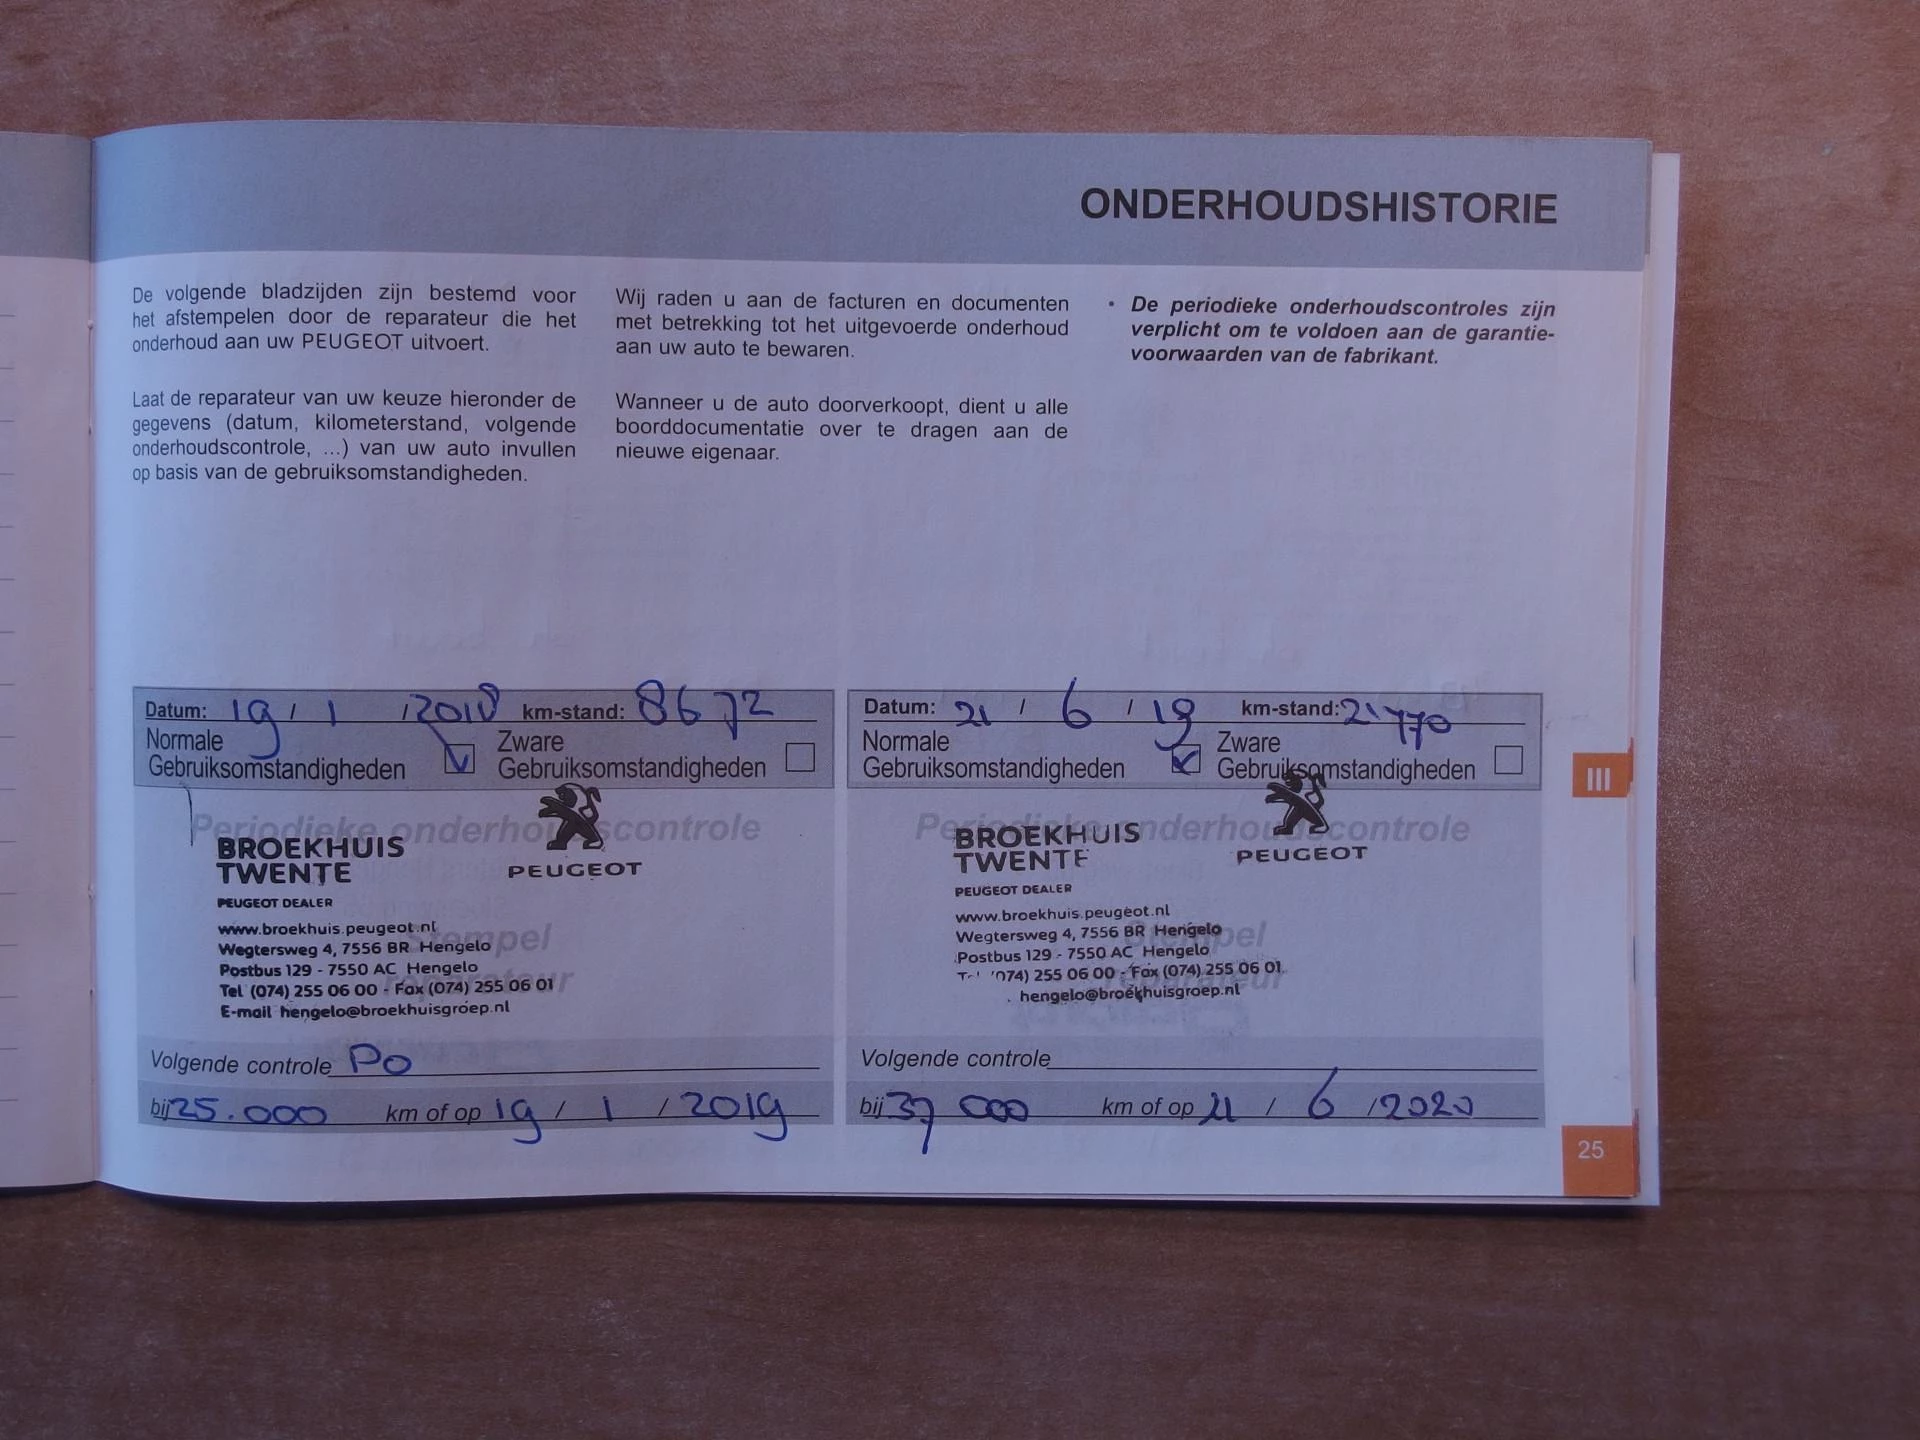 ONDERHOUDSHISTORIE
De volgende bladzijden zijn bestemd voor
het afstempelen door de reparateur die het
onderhoud aan uw PEUGEOT uitvoert.
Laat de reparateur van uw keuze hieronder de
gegevens (datum, kilometerstand, volgende
onderhoudscontrole, ...) van uw auto invullen
op basis van de gebruiksomstandigheden.
Wij raden u aan de facturen en documenten
met betrekking tot het uitgevoerde onderhoud
aan uw auto te bewaren.
Wanneer u de auto doorverkoopt, dient u alle
boorddocumentatie over te dragen aan de
nieuwe eigenaar.
• De periodieke onderhoudscontroles zijn
verplicht om te voldoen aan de garantie-
voorwaarden van de fabrikant.
Datum: 19 / 1 / 2018 km-stand: 8672
Normale
Gebruiksomstandigheden
Zware
Gebruiksomstandigheden
Periodieke onderhoudscontrole
BROEKHUIS
TWENTE
PEUGEOT
PEUGEOT DEALER
www.broekhuis.peugeot.nl
Stempel
Wegtersweg 4, 7556 BR Hengelo
Postbus 129 - 7550 AC Hengelo
reparateur
Tel (074) 255 06 00 - Fax (074) 255 06 01
E-mail hengelo@broekhuisgroep.nl
Volgende controle PO
bij 25.000 km of op 19 / 1 / 2019
Datum: 21 / 6 / 19 km-stand: 21770
Normale
Gebruiksomstandigheden
Zware
Gebruiksomstandigheden
Periodieke onderhoudscontrole
BROEKHUIS
TWENTE
PEUGEOT
PEUGEOT DEALER
www.broekhuis.peugeot.nl
Stempel
Wegtersweg 4, 7556 BR Hengelo
Postbus 129 - 7550 AC Hengelo
reparateur
Tel (074) 255 06 00 - Fax (074) 255 06 01
hengelo@broekhuisgroep.nl
Volgende controle
bij 37 000 km of op 21 / 6 / 2020
III
25